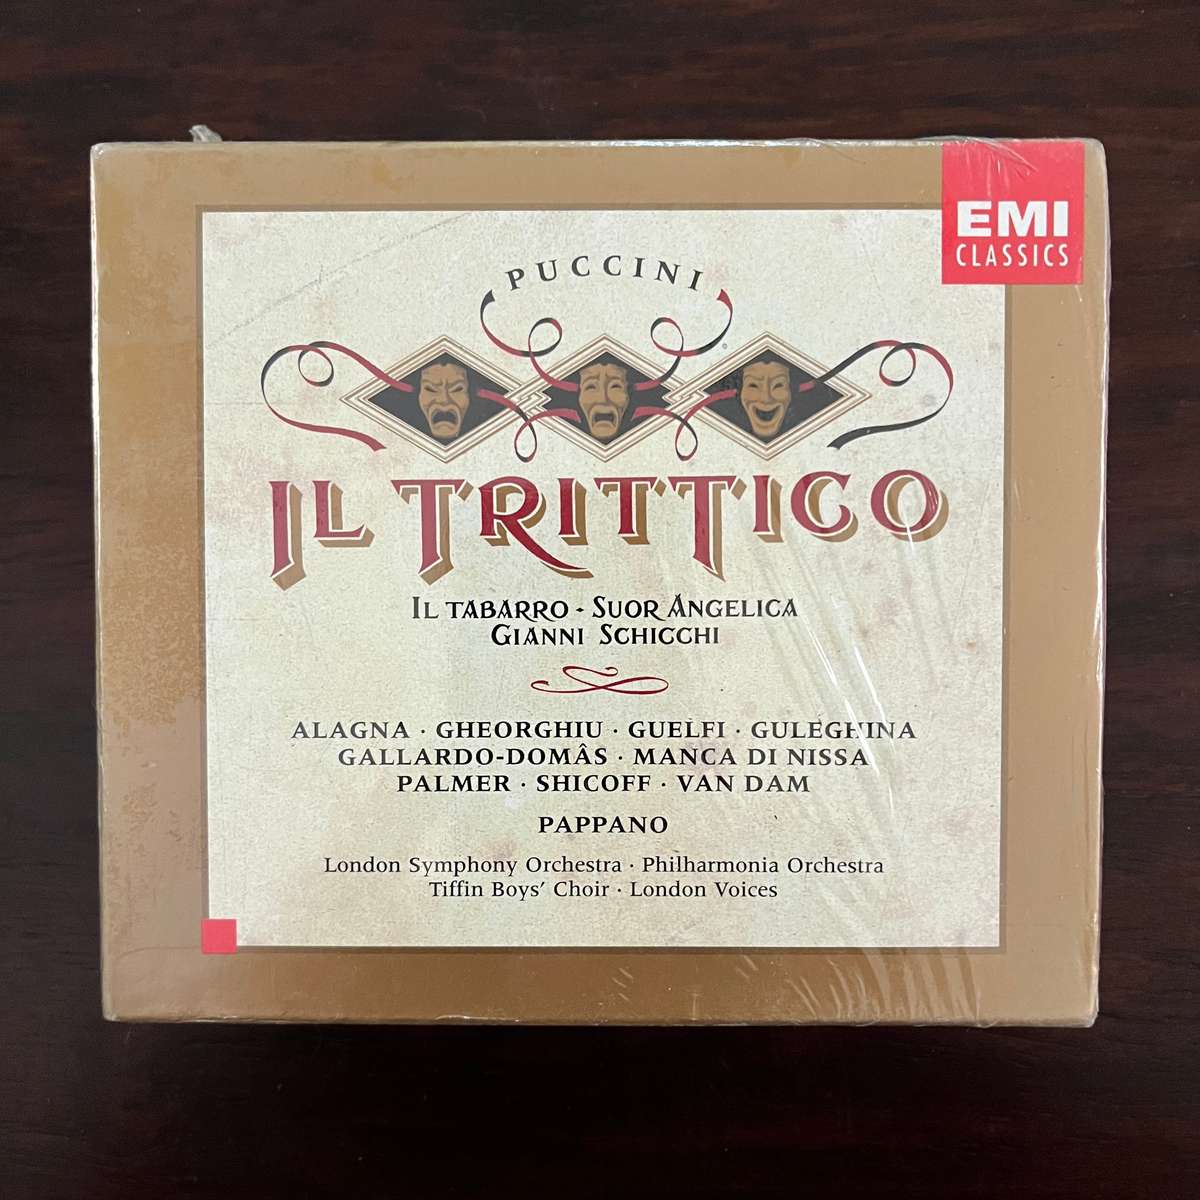 EMI
CLASSICS
PUCCINI
IL TRITTICO
IL TABARRO · SUOR ANGELICA
GIANNI SCHICCHI
ALAGNA · GHEORGHIU · GUELFI · GULEGHINA
GALLARDO-DOMÂS · MANCA DI NISSA
PALMER · SHICOFF · VAN DAM
PAPPANO
London Symphony Orchestra · Philharmonia Orchestra
Tiffin Boys' Choir · London Voices